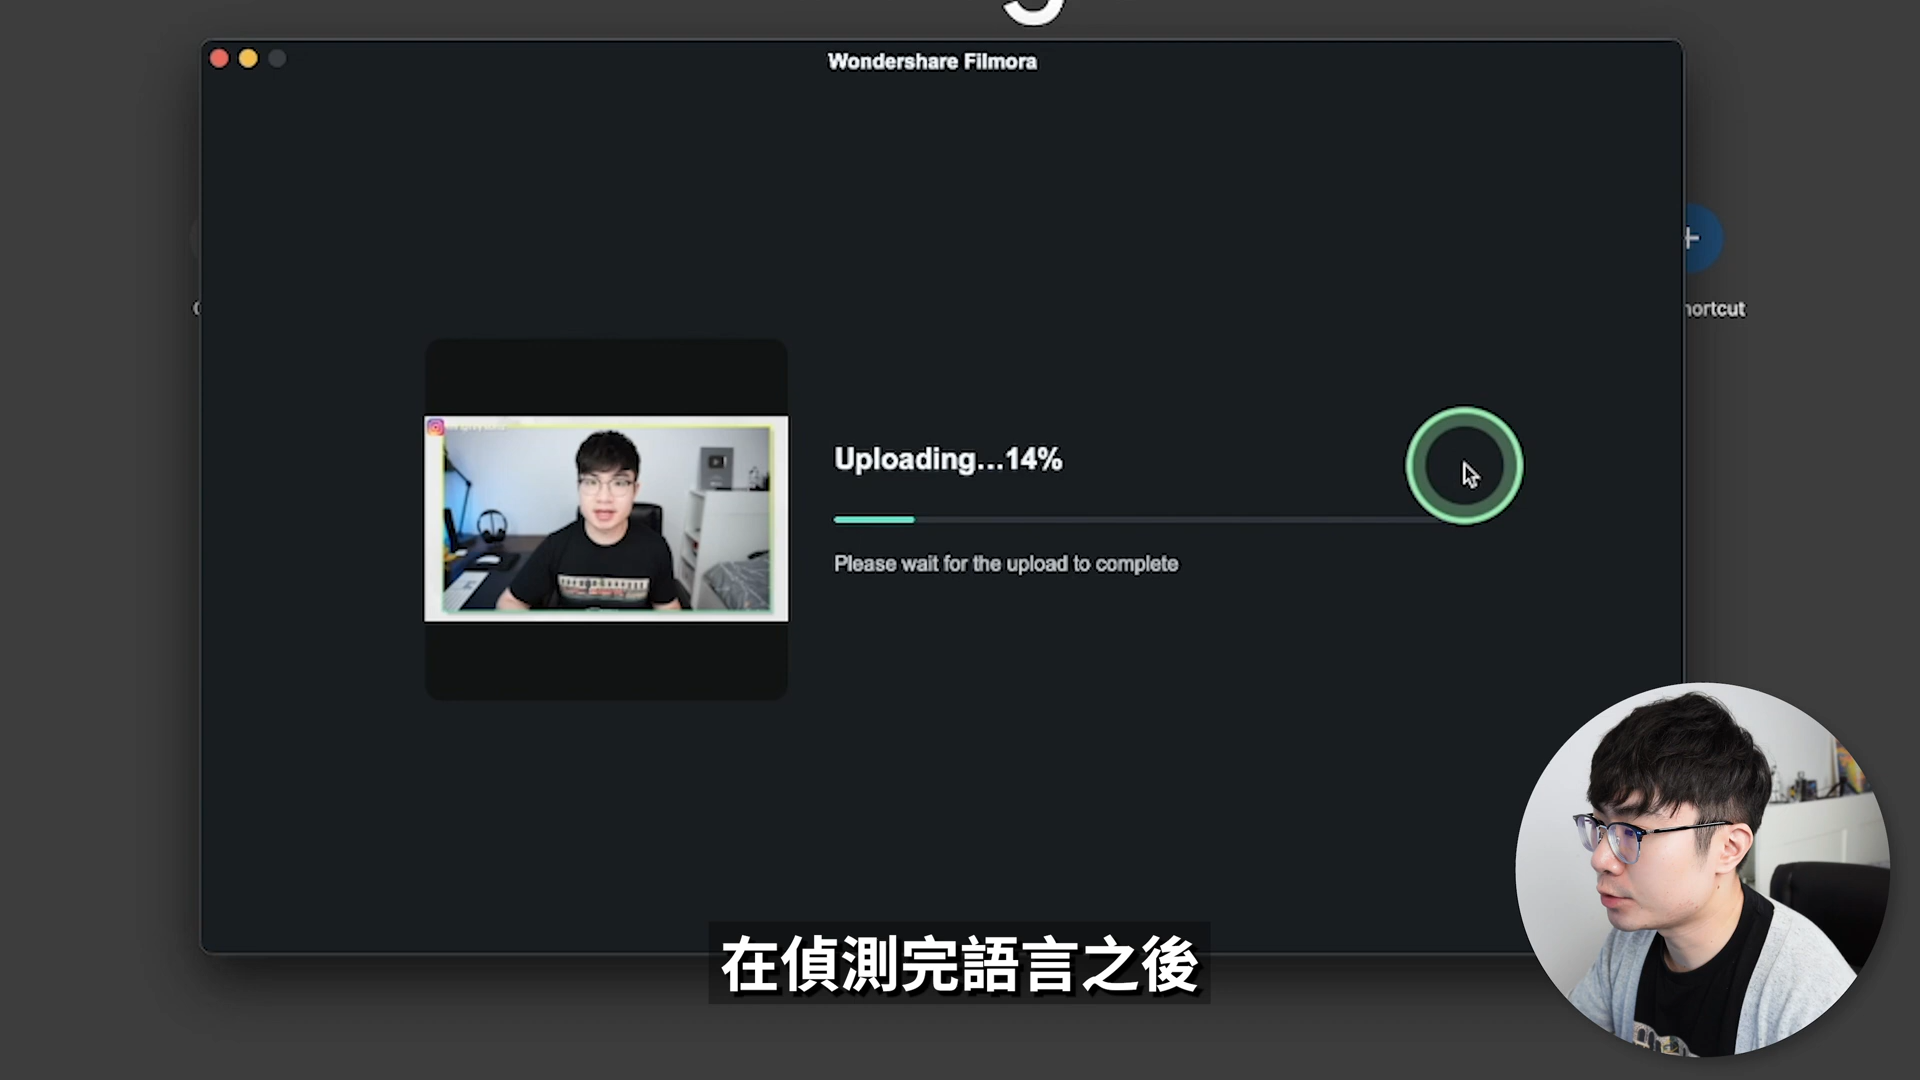 Wondershare Filmora
hortcut
Uploading...14%
Please wait for the upload to complete
在偵測完語言之後